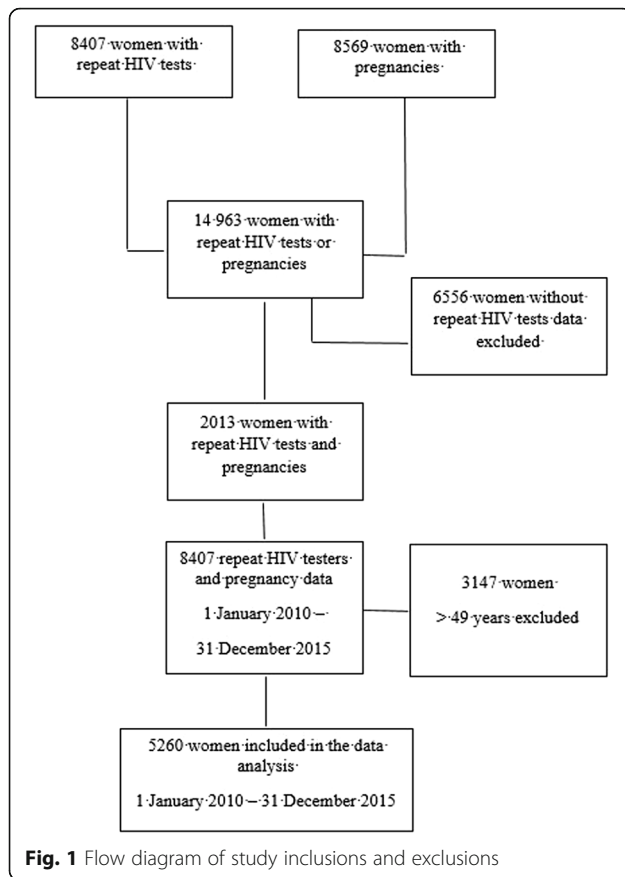 8407 women with
repeat HIV tests
8569 women with
pregnancies
14 963 women with
repeat HIV tests or
pregnancies
6556 women without
repeat HIV tests data
excluded
2013 women with
repeat HIV tests and
pregnancies
8407 repeat HIV testers
and pregnancy data
1 January 2010 –
31 December 2015
3147 women
> 49 years excluded
5260 women included in the data
analysis
1 January 2010 – 31 December 2015
Fig. 1 Flow diagram of study inclusions and exclusions